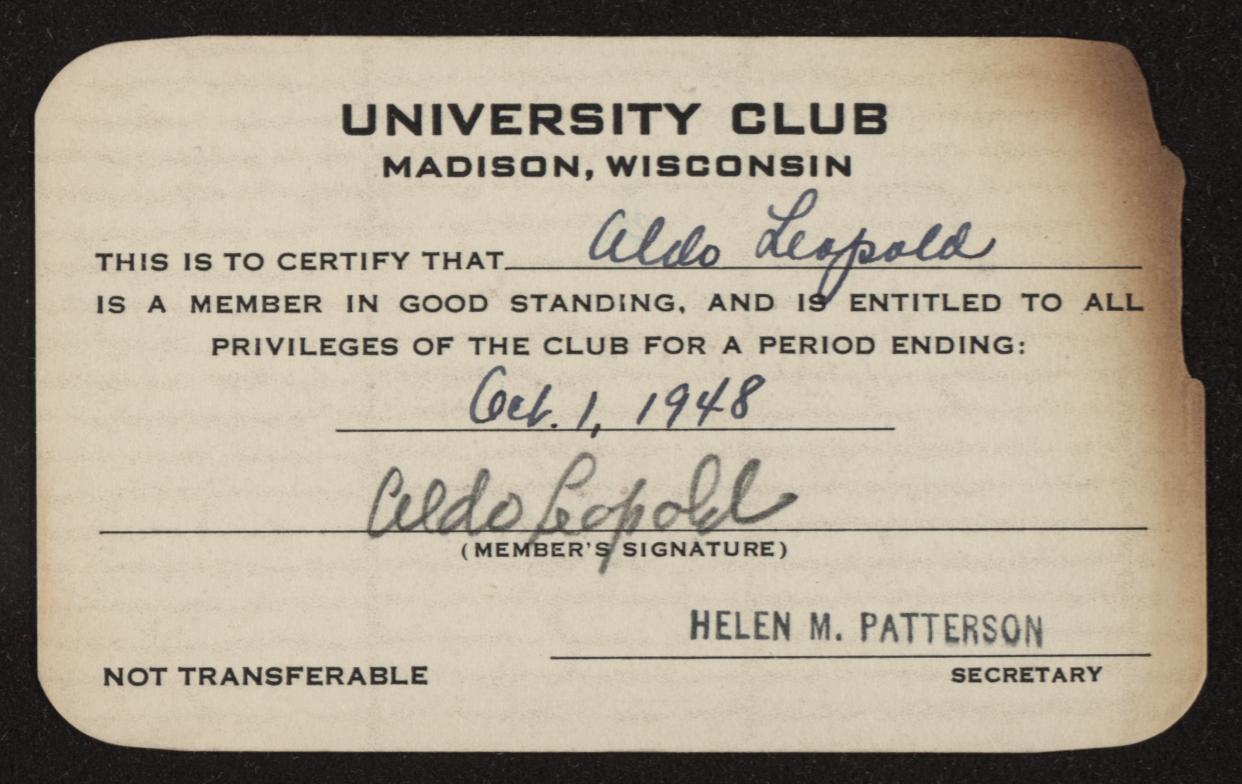 UNIVERSITY CLUB
MADISON, WISCONSIN
THIS IS TO CERTIFY THAT Aldo Leopold
IS A MEMBER IN GOOD STANDING, AND IS ENTITLED TO ALL
PRIVILEGES OF THE CLUB FOR A PERIOD ENDING:
Oct. 1, 1948
Aldo Leopold
(MEMBER'S SIGNATURE)
HELEN M. PATTERSON
NOT TRANSFERABLE SECRETARY